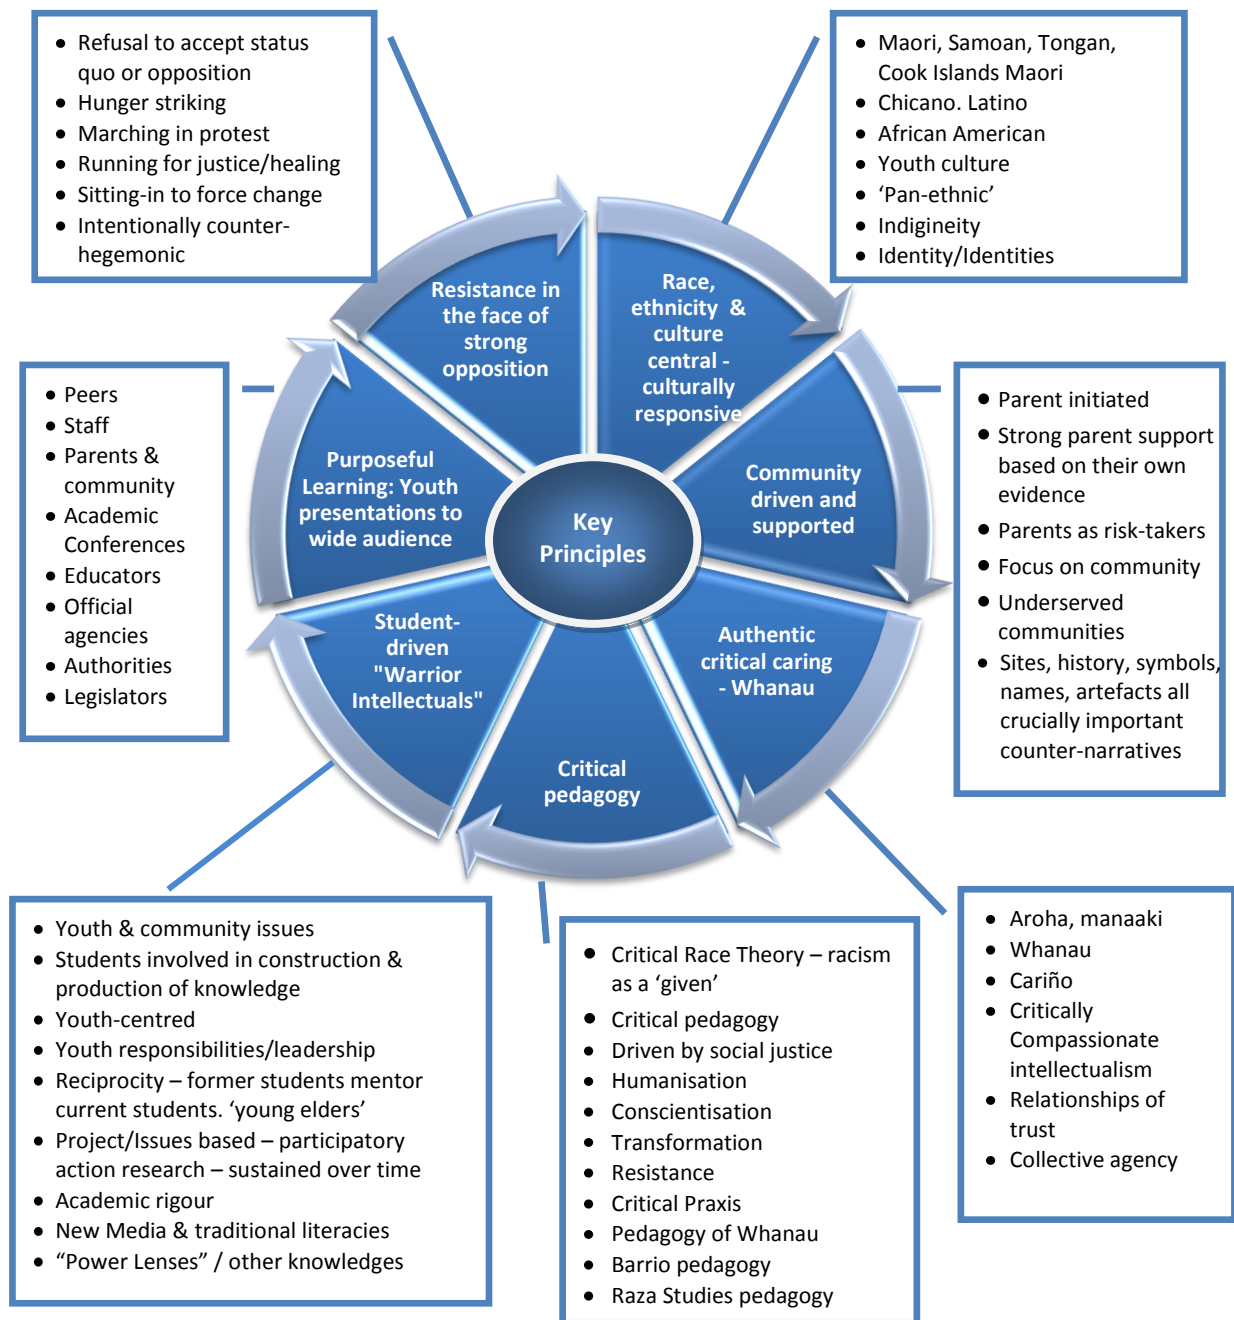 • Refusal to accept status
quo or opposition
• Hunger striking
• Marching in protest
• Running for justice/healing
• Sitting-in to force change
• Intentionally counter-
hegemonic
• Maori, Samoan, Tongan,
Cook Islands Maori
• Chicano. Latino
• African American
• Youth culture
• ‘Pan-ethnic’
• Indigineity
• Identity/Identities
Resistance in
the face of
strong
opposition
Race,
ethnicity &
culture
central -
culturally
responsive
• Peers
• Staff
• Parents &
community
• Academic
Conferences
• Educators
• Official
agencies
• Authorities
• Legislators
Purposeful
Learning: Youth
presentations to
wide audience
Key
Principles
Community
driven and
supported
• Parent initiated
• Strong parent support
based on their own
evidence
• Parents as risk-takers
• Focus on community
• Underserved
communities
• Sites, history, symbols,
names, artefacts all
crucially important
counter-narratives
Student-
driven
"Warrior
Intellectuals"
Critical
pedagogy
Authentic
critical caring
- Whanau
• Youth & community issues
• Students involved in construction &
production of knowledge
• Youth-centred
• Youth responsibilities/leadership
• Reciprocity – former students mentor
current students. ‘young elders’
• Project/Issues based – participatory
action research – sustained over time
• Academic rigour
• New Media & traditional literacies
• “Power Lenses” / other knowledges
• Critical Race Theory – racism
as a ‘given’
• Critical pedagogy
• Driven by social justice
• Humanisation
• Conscientisation
• Transformation
• Resistance
• Critical Praxis
• Pedagogy of Whanau
• Barrio pedagogy
• Raza Studies pedagogy
• Aroha, manaaki
• Whanau
• Cariño
• Critically
Compassionate
intellectualism
• Relationships of
trust
• Collective agency